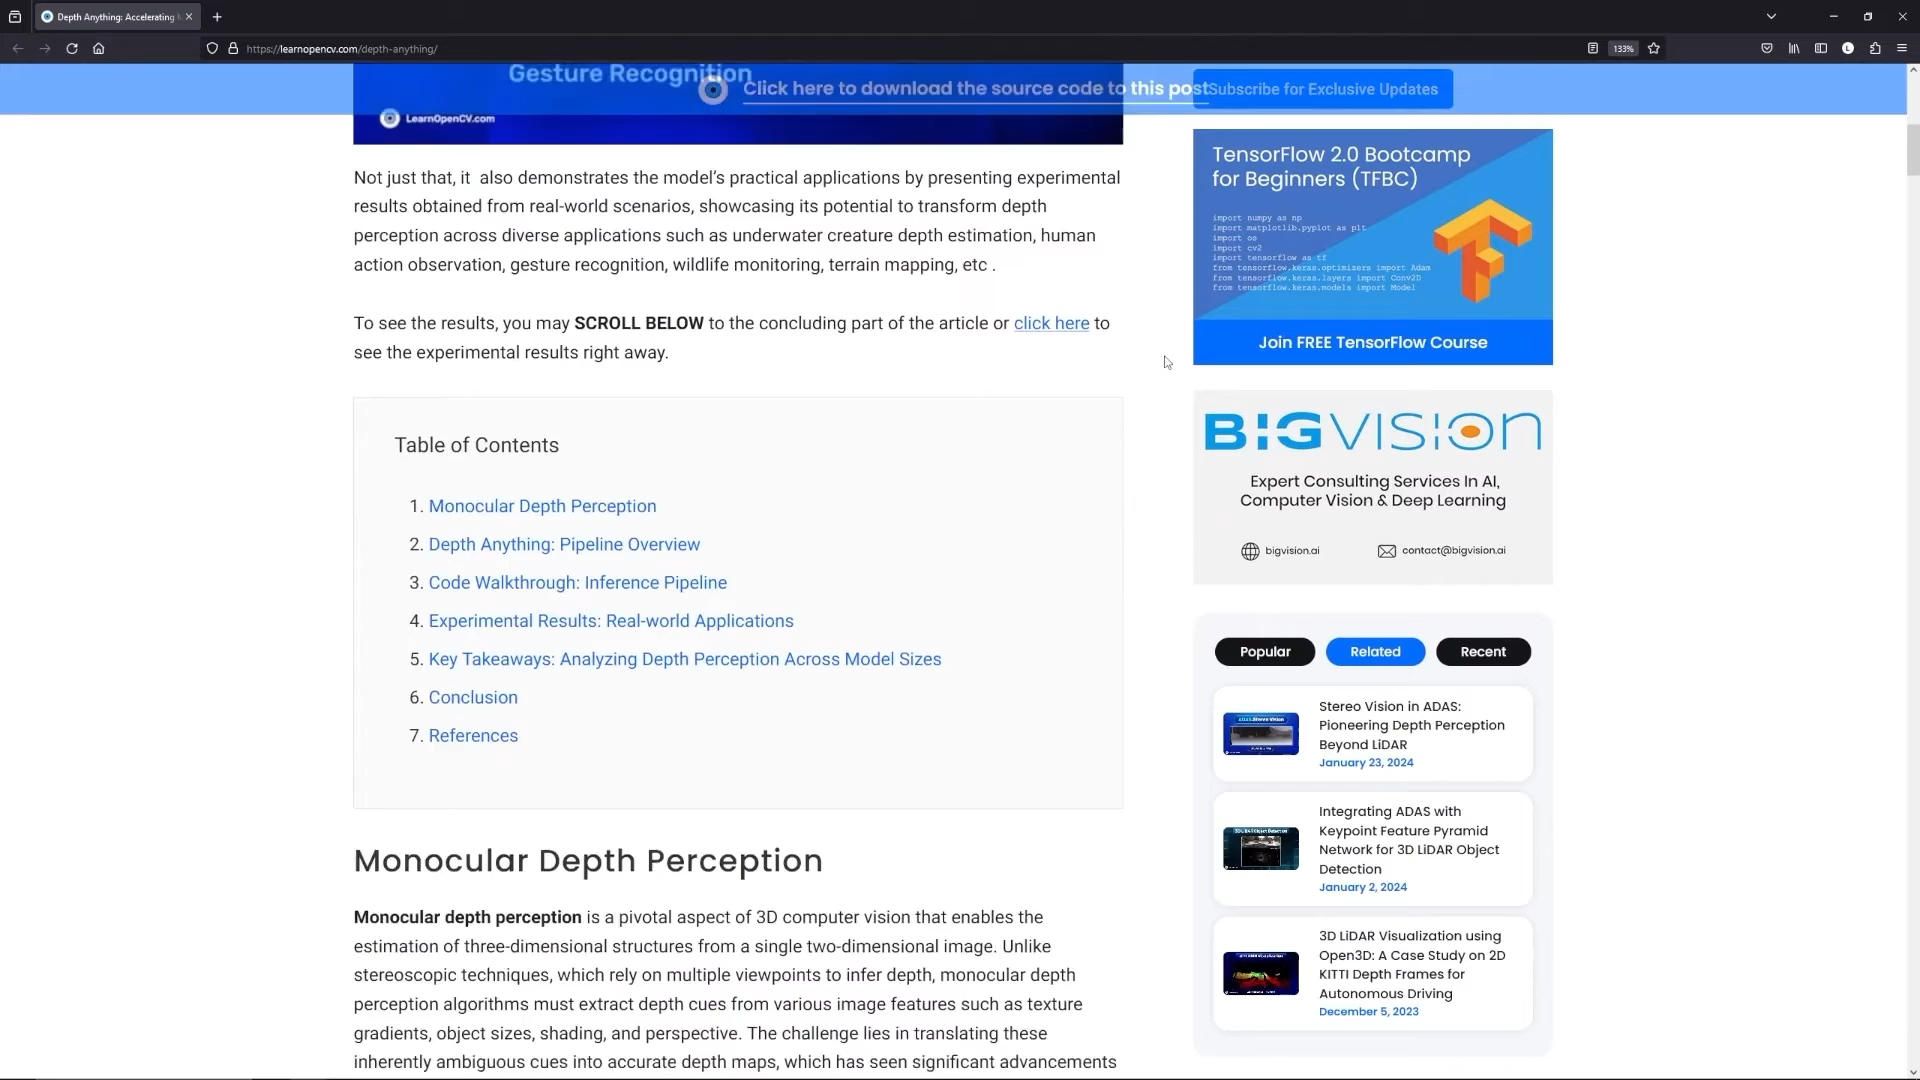 Depth Anything: Accelerating
https://learnopencv.com/depth-anything/
133%
Gesture Recognition
Click here to download the source code to this post
Subscribe for Exclusive Updates
LearnOpenCV.com
Not just that, it  also demonstrates the model's practical applications by presenting experimental
results obtained from real-world scenarios, showcasing its potential to transform depth
perception across diverse applications such as underwater creature depth estimation, human
action observation, gesture recognition, wildlife monitoring, terrain mapping, etc .
To see the results, you may SCROLL BELOW to the concluding part of the article or click here to
see the experimental results right away.
Table of Contents
1. Monocular Depth Perception
2. Depth Anything: Pipeline Overview
3. Code Walkthrough: Inference Pipeline
4. Experimental Results: Real-world Applications
5. Key Takeaways: Analyzing Depth Perception Across Model Sizes
6. Conclusion
7. References
Monocular Depth Perception
Monocular depth perception is a pivotal aspect of 3D computer vision that enables the
estimation of three-dimensional structures from a single two-dimensional image. Unlike
stereoscopic techniques, which rely on multiple viewpoints to infer depth, monocular depth
perception algorithms must extract depth cues from various image features such as texture
gradients, object sizes, shading, and perspective. The challenge lies in translating these
inherently ambiguous cues into accurate depth maps, which has seen significant advancements
TensorFlow 2.0 Bootcamp
for Beginners (TFBC)
import numpy as np
import matplotlib.pyplot as plt
import os
import cv2
import tensorflow as tf
from tensorflow.keras.optimizers import Adam
from tensorflow.keras.layers import Conv2D
from tensorflow.keras.models import Model
Join FREE TensorFlow Course
BIGVISION
Expert Consulting Services In AI,
Computer Vision & Deep Learning
bigvision.ai
contact@bigvision.ai
Popular
Related
Recent
Stereo Vision in ADAS:
Pioneering Depth Perception
Beyond LiDAR
January 23, 2024
Integrating ADAS with
Keypoint Feature Pyramid
Network for 3D LiDAR Object
Detection
January 2, 2024
3D LiDAR Visualization using
Open3D: A Case Study on 2D
KITTI Depth Frames for
Autonomous Driving
December 5, 2023